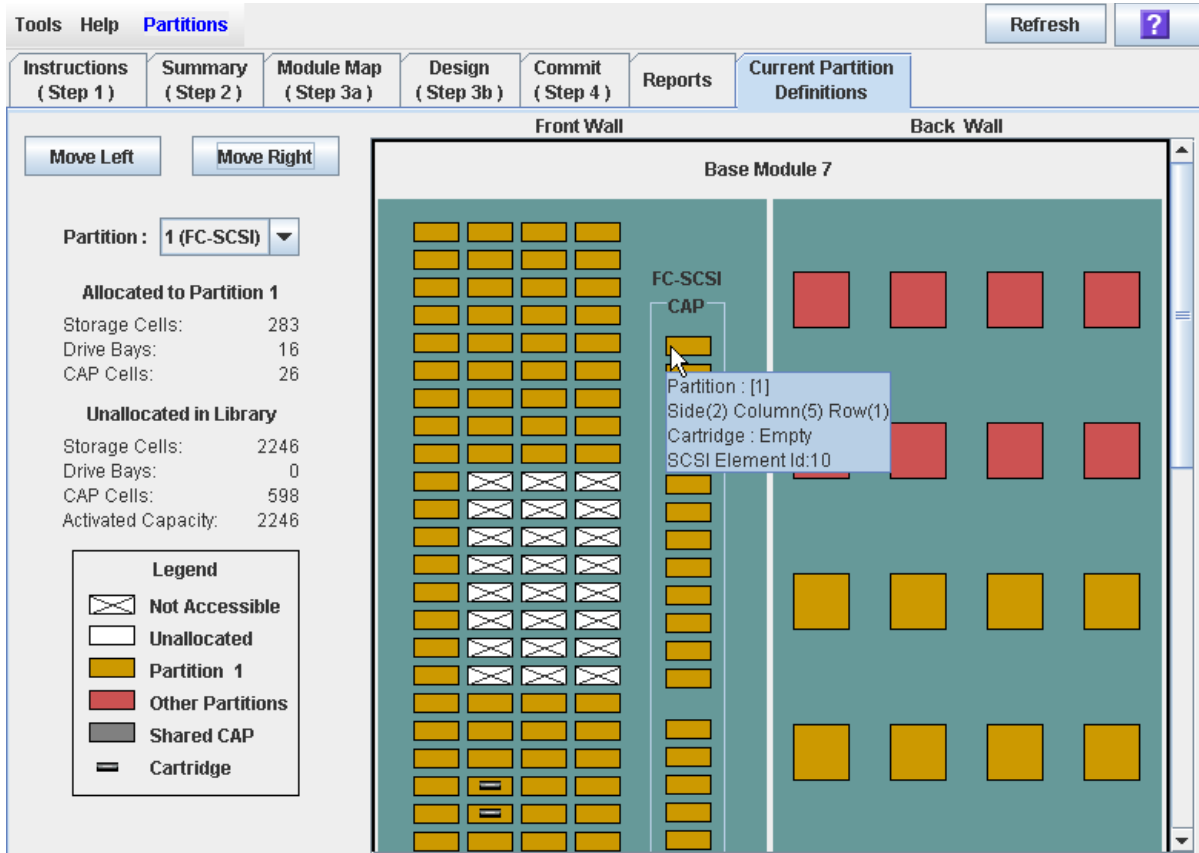 Tools Help Partitions
Refresh ?
Instructions
( Step 1 )
Summary
( Step 2 )
Module Map
( Step 3a )
Design
( Step 3b )
Commit
( Step 4 )
Reports
Current Partition
Definitions
Move Left Move Right
Partition : 1 (FC-SCSI)
Allocated to Partition 1
Storage Cells: 283
Drive Bays: 16
CAP Cells: 26
Unallocated in Library
Storage Cells: 2246
Drive Bays: 0
CAP Cells: 598
Activated Capacity: 2246
Legend
Not Accessible
Unallocated
Partition 1
Other Partitions
Shared CAP
Cartridge
Front Wall Back Wall
Base Module 7
FC-SCSI
CAP
Partition : [1]
Side(2) Column(5) Row(1)
Cartridge : Empty
SCSI Element Id:10